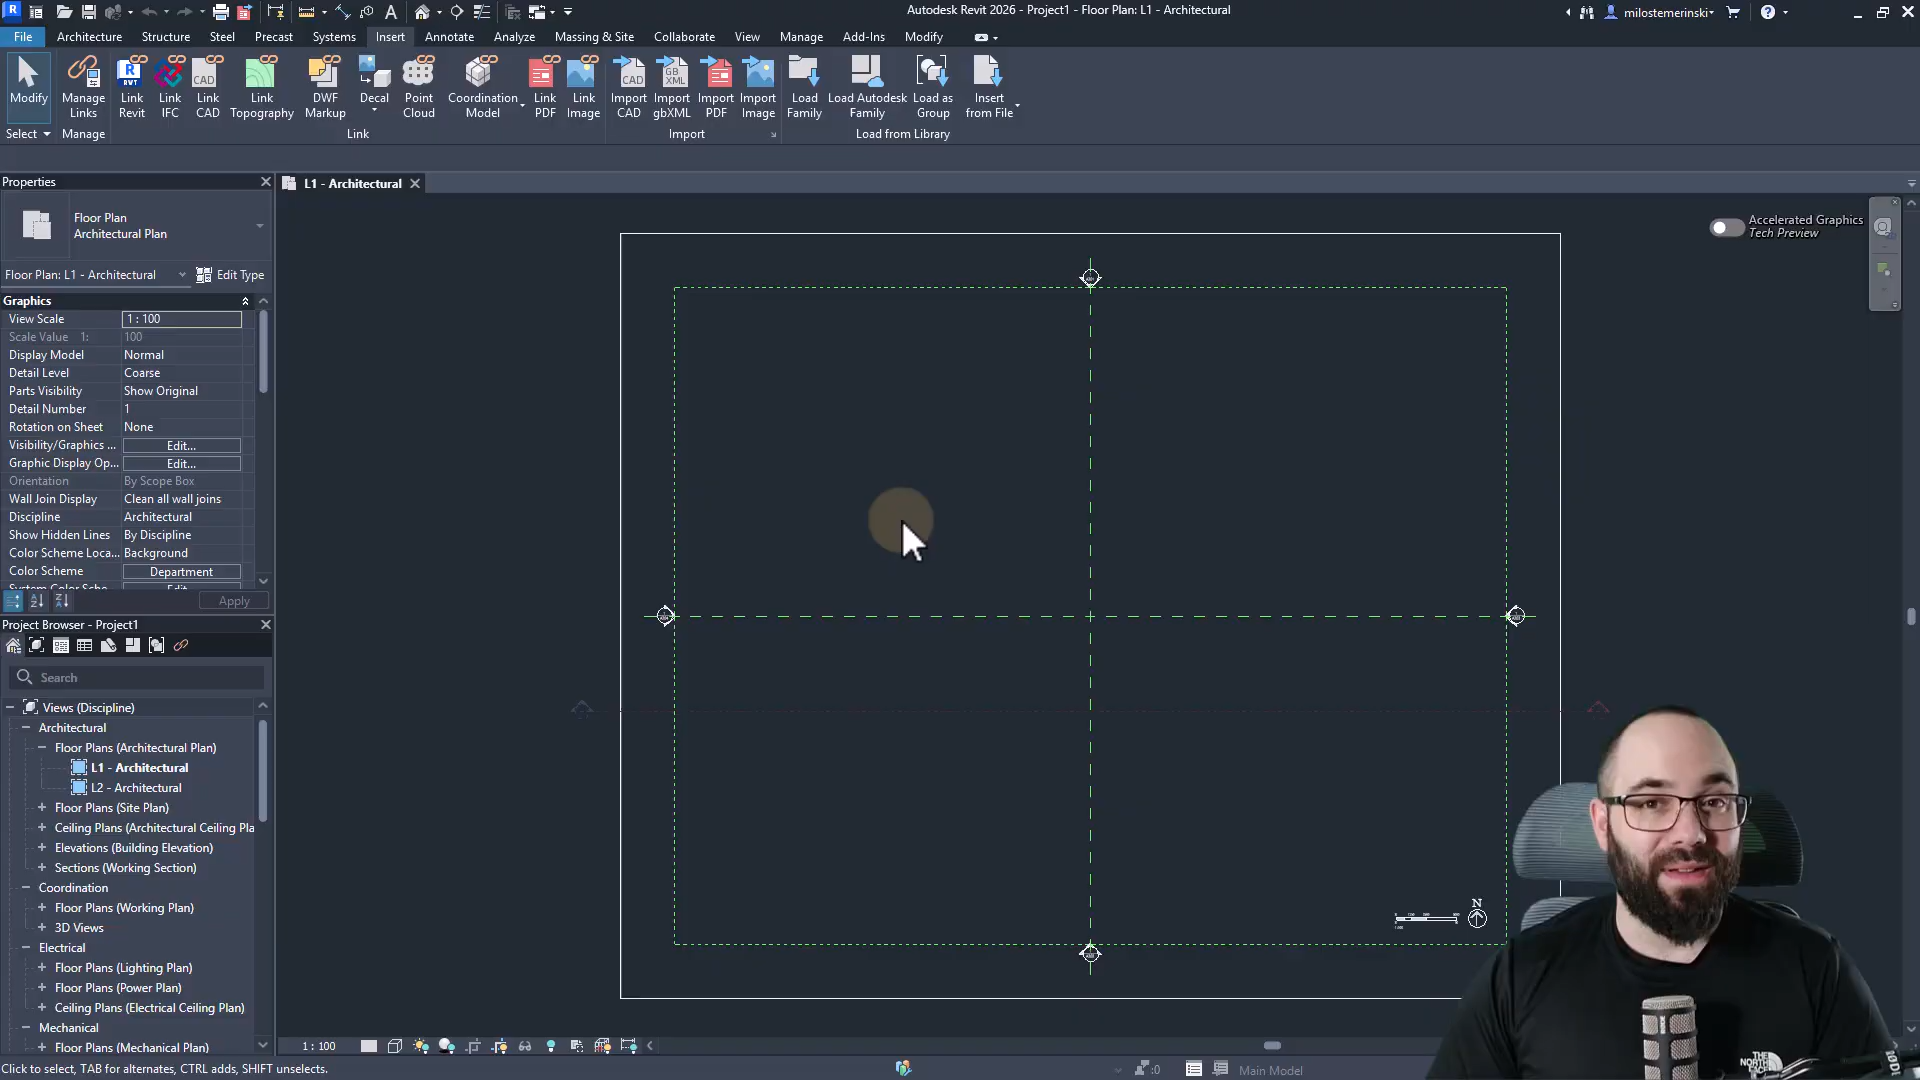 Autodesk Revit 2026 - Project1 - Floor Plan: L1 - Architectural
milostemerinski
File Architecture Structure Steel Precast Systems Insert Annotate Analyze Massing & Site Collaborate View Manage Add-Ins Modify
Modify
Manage Links
Link Revit
Link IFC
Link CAD
Link Topography
DWF Markup
Decal
Point Cloud
Coordination Model
Link PDF
Link Image
Import CAD
Import gbXML
Import PDF
Import Image
Load Family
Load Autodesk Family
Load as Group
Insert from File
Select Manage Link Import Load from Library
Properties
L1 - Architectural
Floor Plan
Architectural Plan
Accelerated Graphics
Tech Preview
Floor Plan: L1 - Architectural Edit Type
Graphics
View Scale 1 : 100
Scale Value 1: 100
Display Model Normal
Detail Level Coarse
Parts Visibility Show Original
Detail Number 1
Rotation on Sheet None
Visibility/Graphics ... Edit...
Graphic Display Op... Edit...
Orientation By Scope Box
Wall Join Display Clean all wall joins
Discipline Architectural
Show Hidden Lines By Discipline
Color Scheme Loca... Background
Color Scheme Department
Apply
Project Browser - Project1
Search
Views (Discipline)
Architectural
Floor Plans (Architectural Plan)
L1 - Architectural
L2 - Architectural
Floor Plans (Site Plan)
Ceiling Plans (Architectural Ceiling Pla
Elevations (Building Elevation)
Sections (Working Section)
Coordination
Floor Plans (Working Plan)
3D Views
Electrical
Floor Plans (Lighting Plan)
Floor Plans (Power Plan)
Ceiling Plans (Electrical Ceiling Plan)
Mechanical
Floor Plans (Mechanical Plan)
N
1 : 100
Click to select, TAB for alternates, CTRL adds, SHIFT unselects.
:0
Main Model
THE NORTH FACE